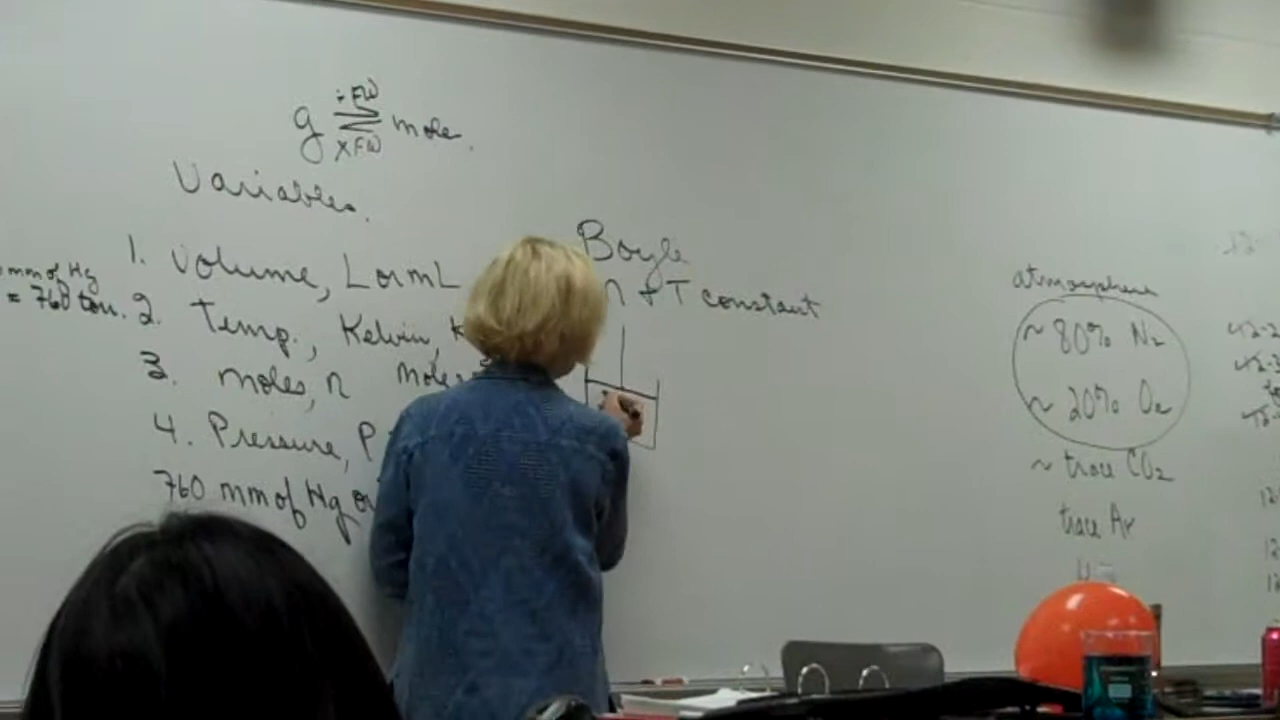 ÷ FW
g mole.
x FW
Variables.
1. Volume, L or mL
mm of Hg
= 760 torr.
2. Temp., Kelvin, K
3. moles, n mole
4. Pressure, P
760 mm of Hg or
Boyle
n + T constant
atmosphere
~ 80% N₂
~ 20% O₂
~ trace CO₂
trace Ar